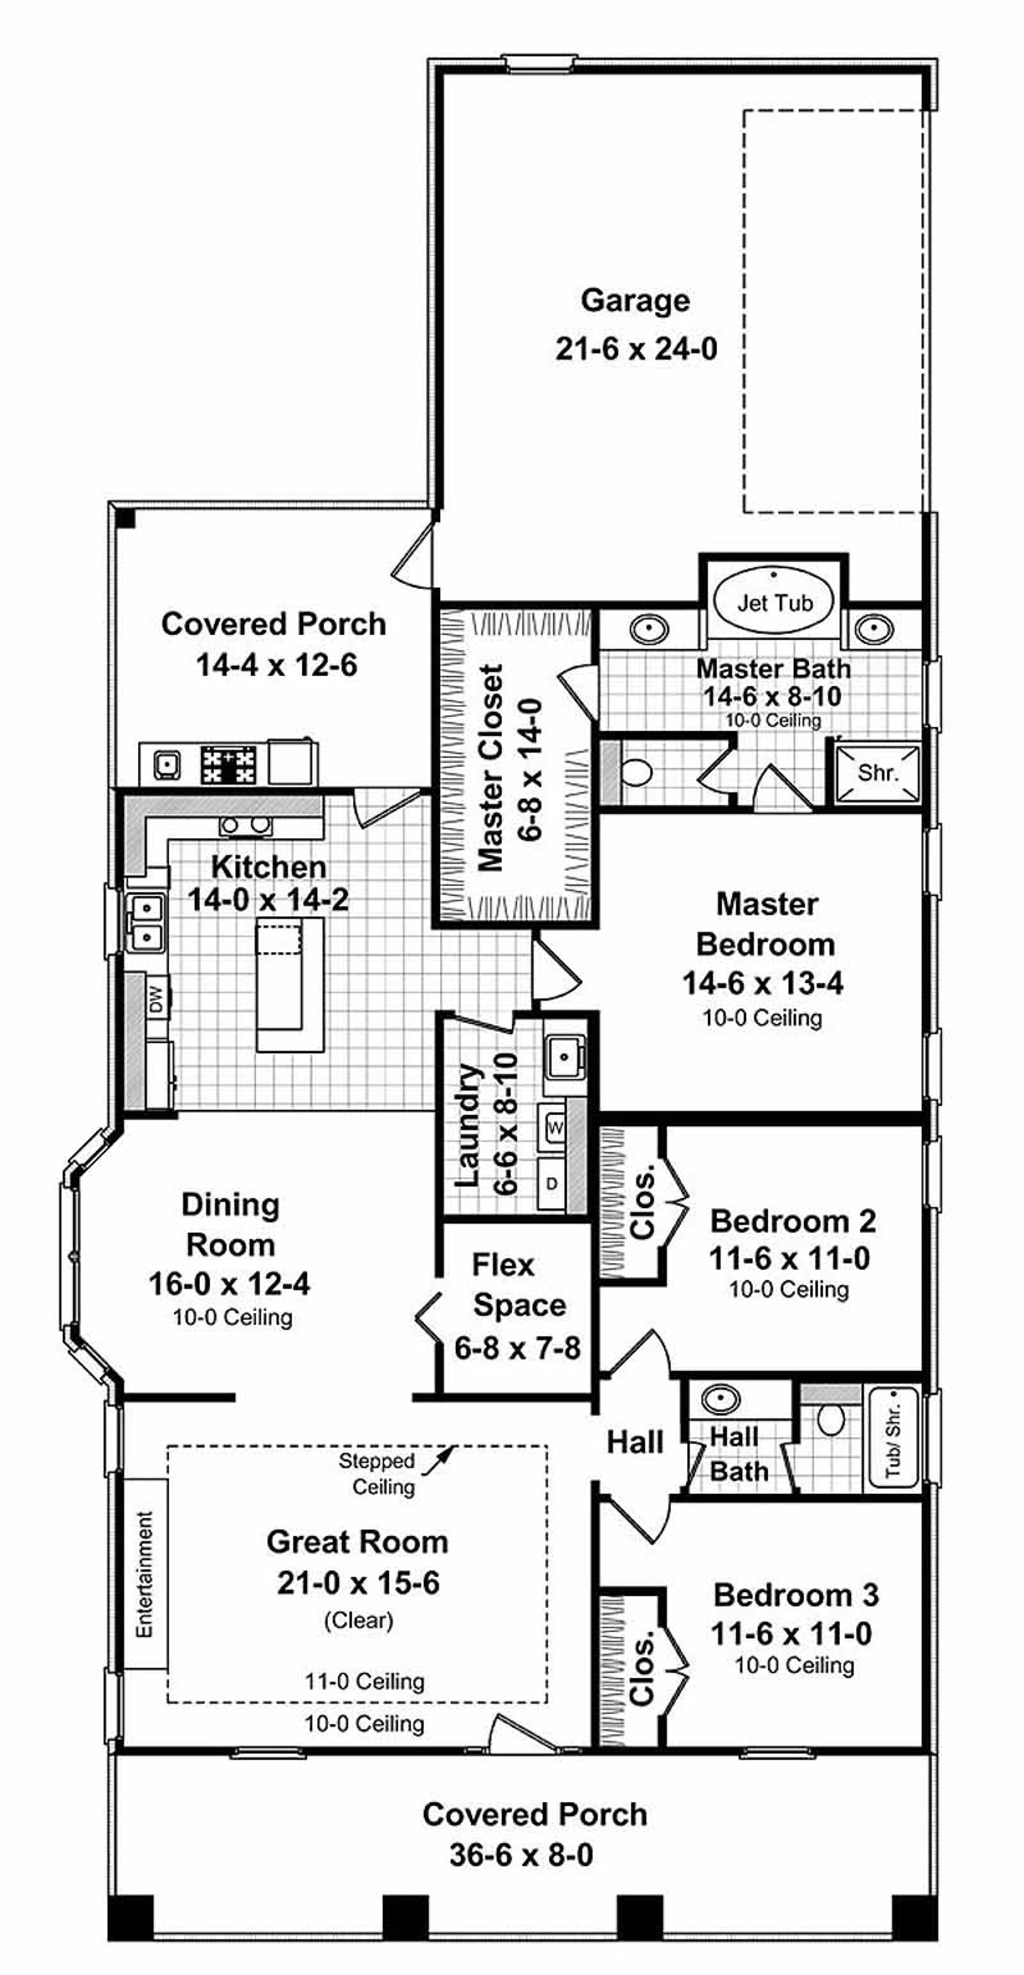 Garage
21-6 x 24-0
Covered Porch
14-4 x 12-6
Jet Tub
Master Bath
14-6 x 8-10
10-0 Ceiling
Shr.
Master Closet
6-8 x 14-0
Kitchen
14-0 x 14-2
DW
Master
Bedroom
14-6 x 13-4
10-0 Ceiling
Laundry
6-6 x 8-10
W
D
Dining
Room
16-0 x 12-4
10-0 Ceiling
Flex
Space
6-8 x 7-8
Clos.
Bedroom 2
11-6 x 11-0
10-0 Ceiling
Hall
Hall
Bath
Tub/ Shr.
Stepped
Ceiling
Entertainment
Great Room
21-0 x 15-6
(Clear)
11-0 Ceiling
10-0 Ceiling
Clos.
Bedroom 3
11-6 x 11-0
10-0 Ceiling
Covered Porch
36-6 x 8-0